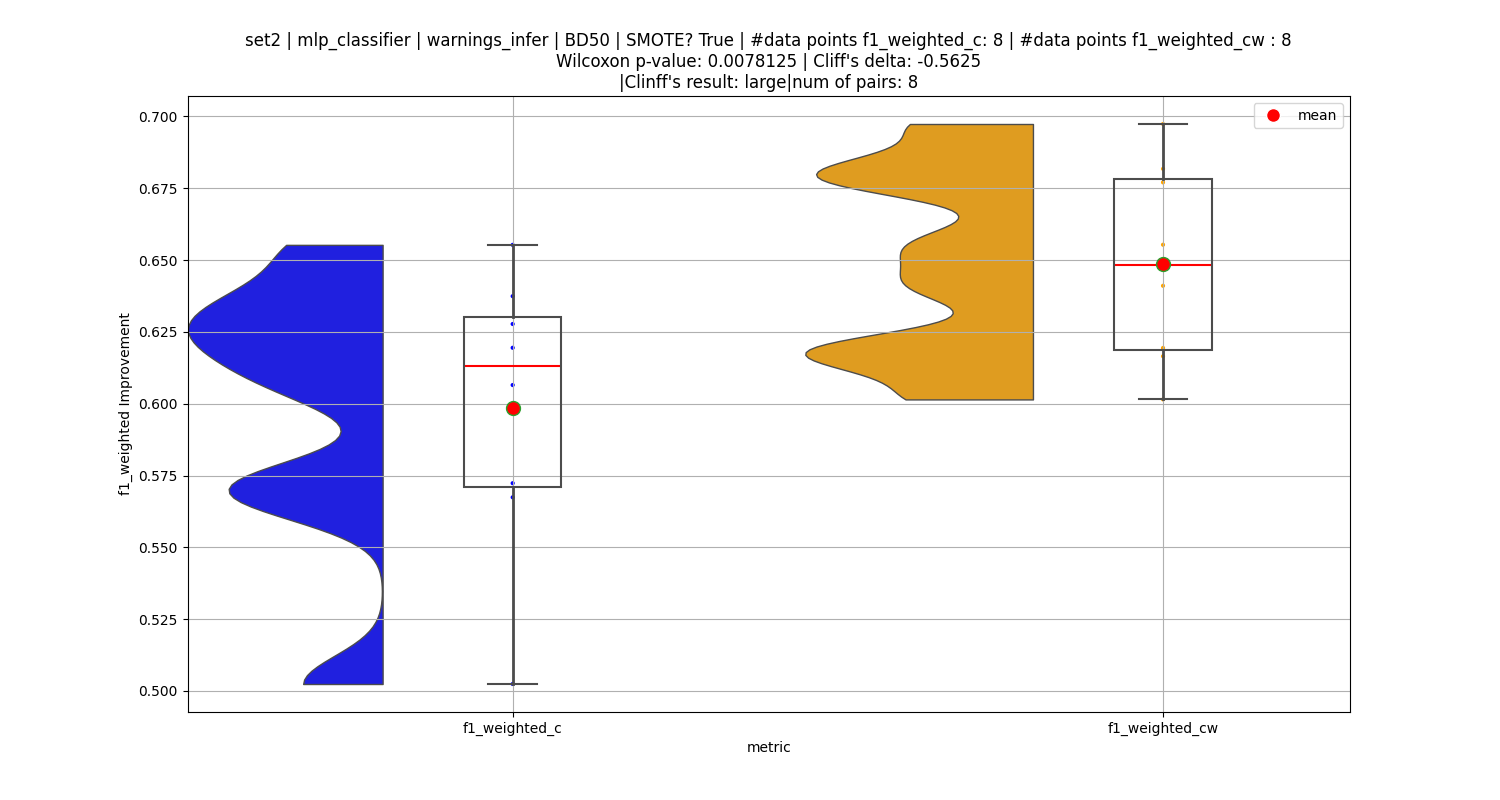 set2 | mlp_classifier | warnings_infer | BD50 | SMOTE? True | #data points f1_weighted_c: 8 | #data points f1_weighted_cw : 8
Wilcoxon p-value: 0.0078125 | Cliff's delta: -0.5625
|Clinff's result: large|num of pairs: 8
mean
0.700
0.675
0.650
0.625
0.600
0.575
0.550
0.525
0.500
f1_weighted Improvement
f1_weighted_c
f1_weighted_cw
metric